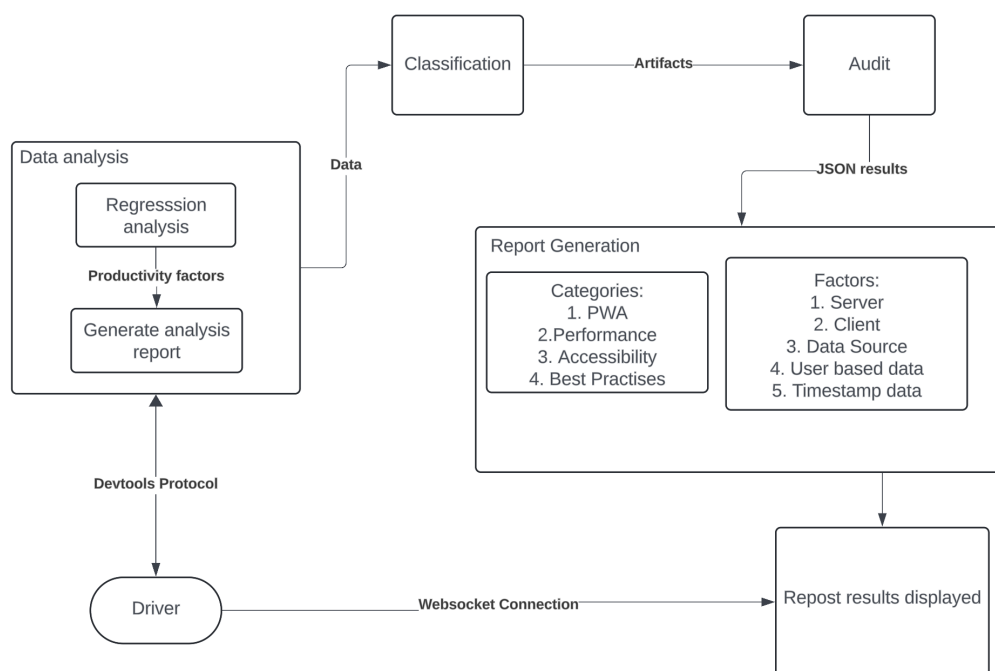 Classification
Artifacts
Audit
Data analysis
Data
Regresssion
analysis
JSON results
Productivity factors
Generate analysis
report
Report Generation
Categories:
1. PWA
2.Performance
3. Accessibility
4. Best Practises
Factors:
1. Server
2. Client
3. Data Source
4. User based data
5. Timestamp data
Devtools Protocol
Driver
Websocket Connection
Repost results displayed